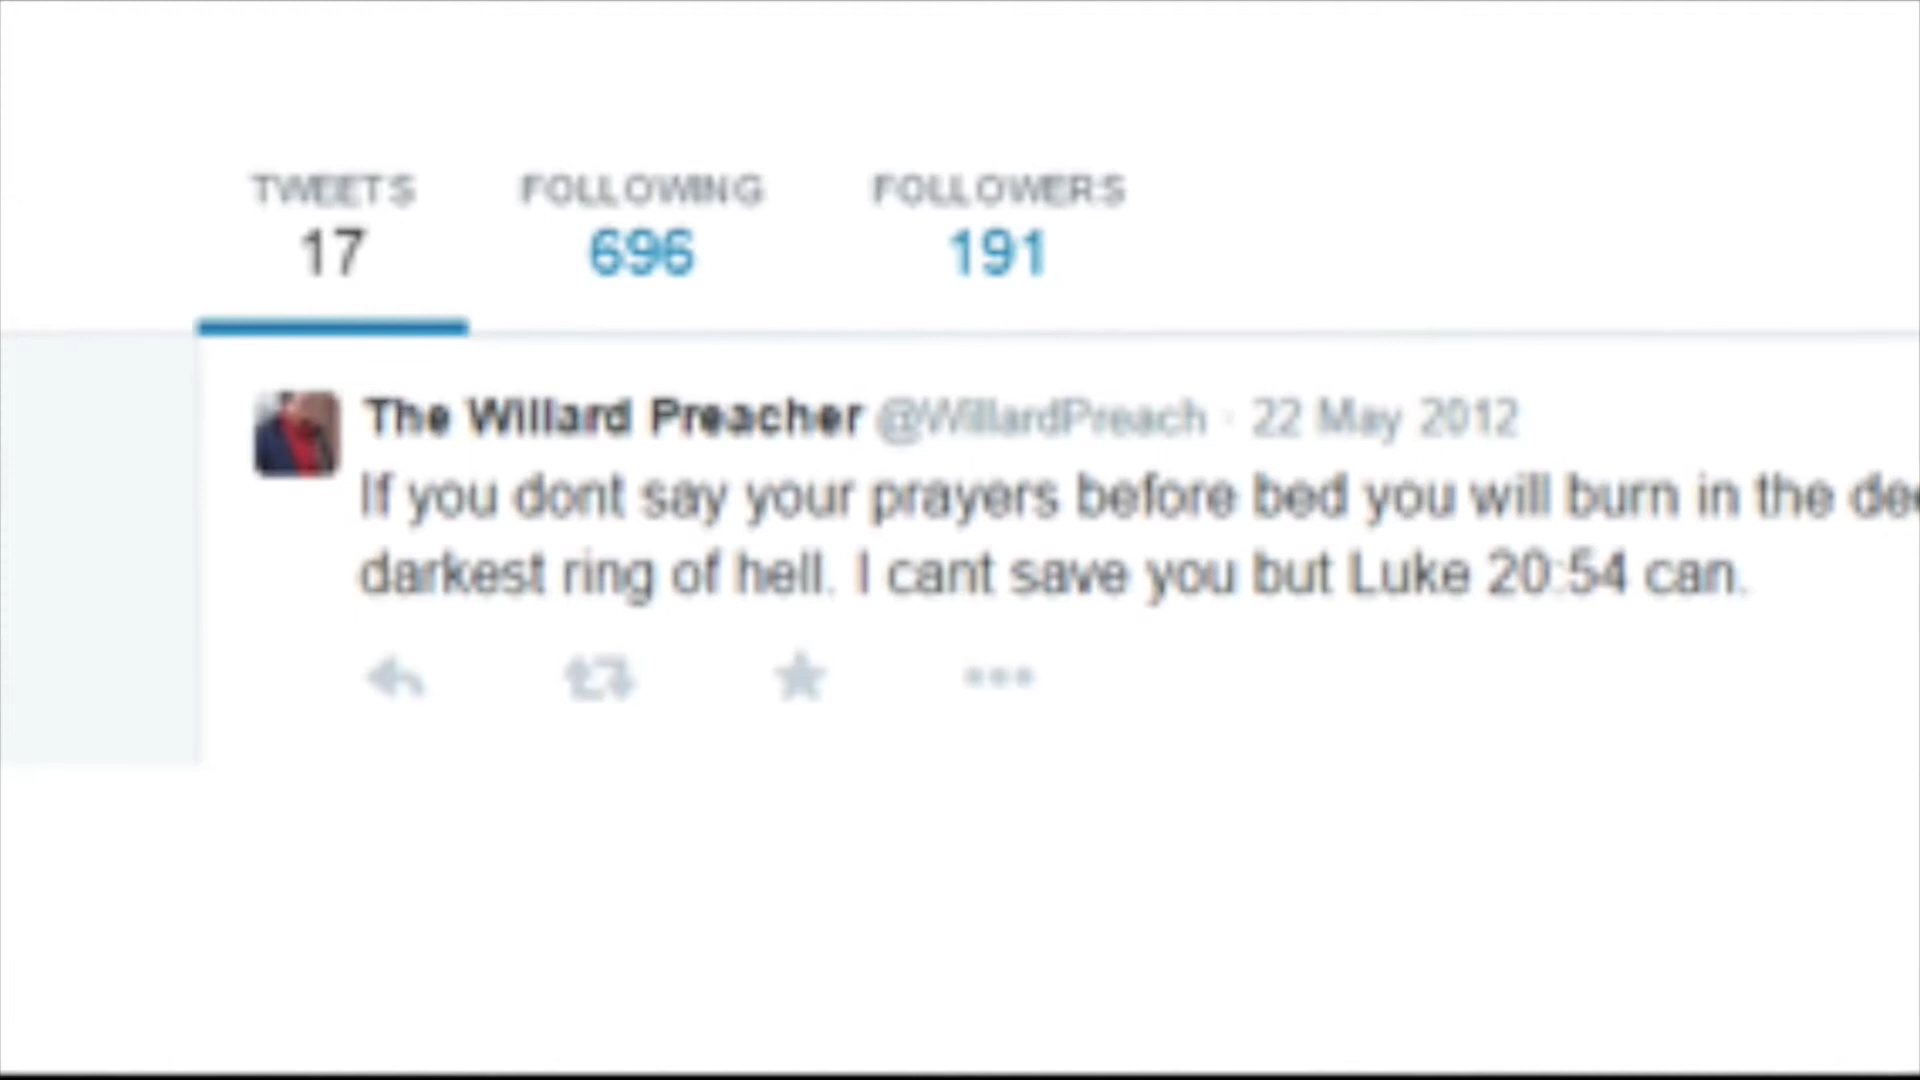 TWEETS FOLLOWING FOLLOWERS
17 696 191
The Willard Preacher @WillardPreach · 22 May 2012
If you dont say your prayers before bed you will burn in the
darkest ring of hell. I cant save you but Luke 20:54 can.